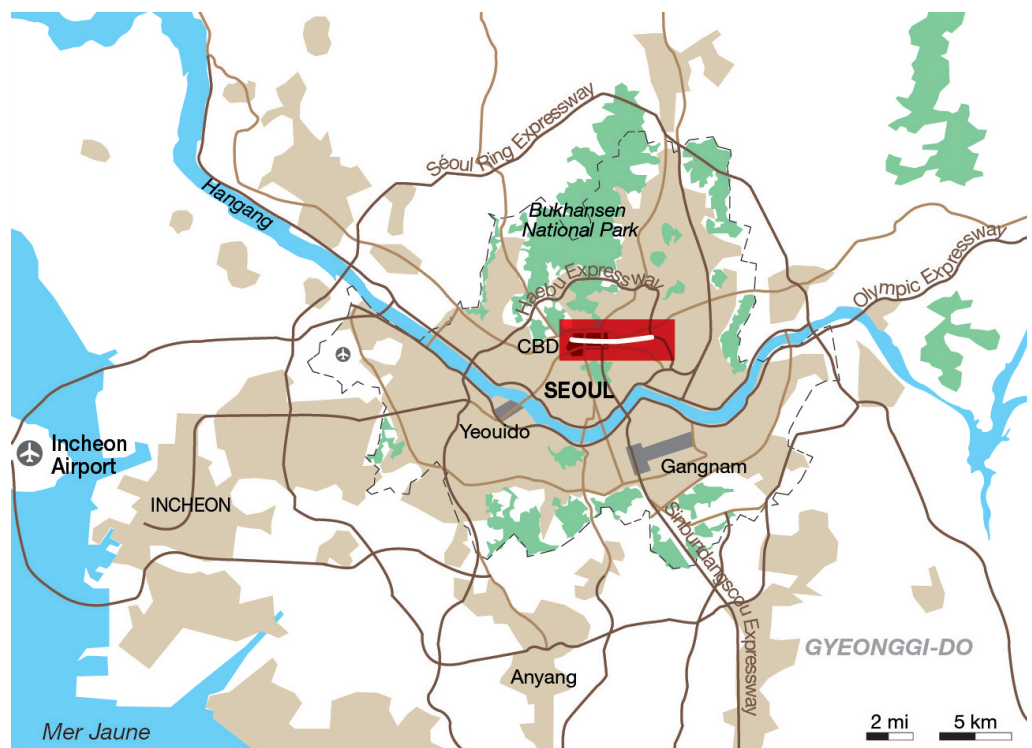 Séoul Ring Expressway
Hangang
Bukhansen
National Park
Olympic Expressway
Haebu Expressway
CBD
SEOUL
Yeouido
Incheon
Airport
Gangnam
INCHEON
Sinbundangscou Expressway
GYEONGGI-DO
Anyang
Mer Jaune
2 mi
5 km